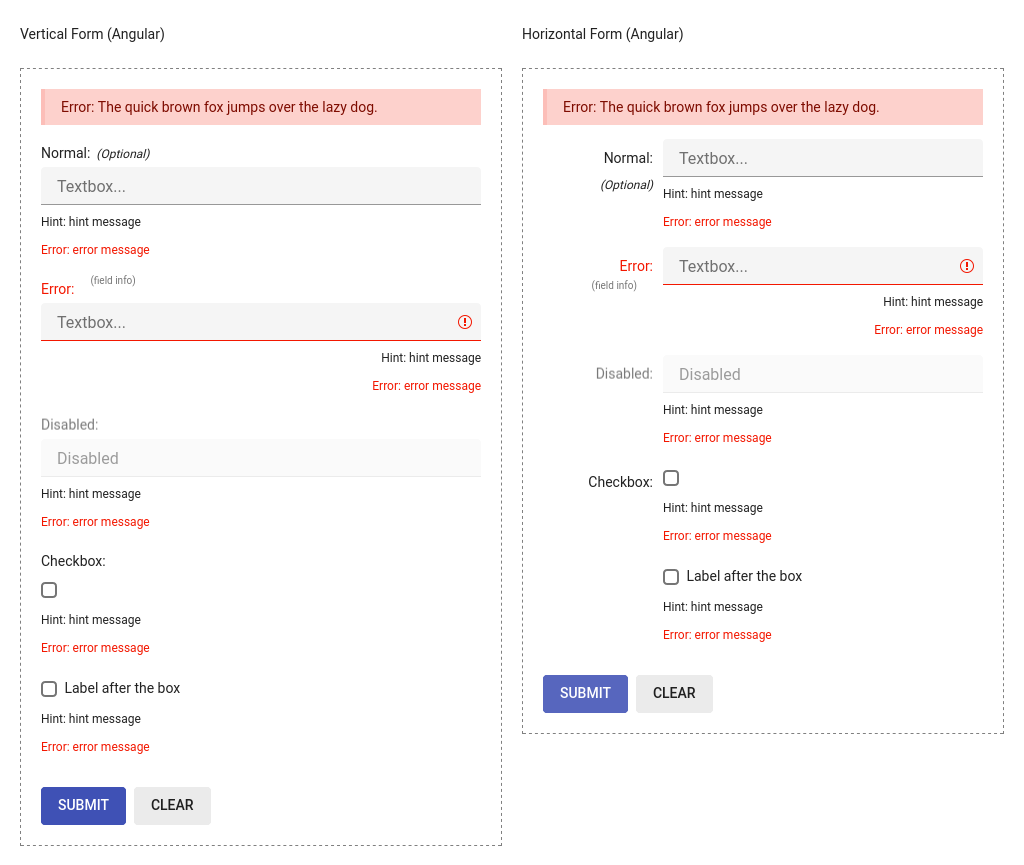 Vertical Form (Angular)
Error: The quick brown fox jumps over the lazy dog.
Normal: (Optional)
Textbox...
Hint: hint message
Error: error message
Error: (field info)
Textbox...
Hint: hint message
Error: error message
Disabled:
Disabled
Hint: hint message
Error: error message
Checkbox:
Hint: hint message
Error: error message
Label after the box
Hint: hint message
Error: error message
SUBMIT CLEAR
Horizontal Form (Angular)
Error: The quick brown fox jumps over the lazy dog.
Normal: Textbox...
(Optional)
Hint: hint message
Error: error message
Error: Textbox...
(field info)
Hint: hint message
Error: error message
Disabled: Disabled
Hint: hint message
Error: error message
Checkbox:
Hint: hint message
Error: error message
Label after the box
Hint: hint message
Error: error message
SUBMIT CLEAR